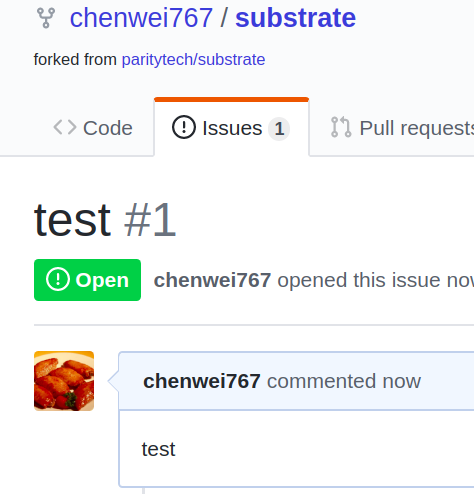 chenwei767 / substrate
forked from paritytech/substrate
Code Issues 1 Pull requests
test #1
Open chenwei767 opened this issue now
chenwei767 commented now
test